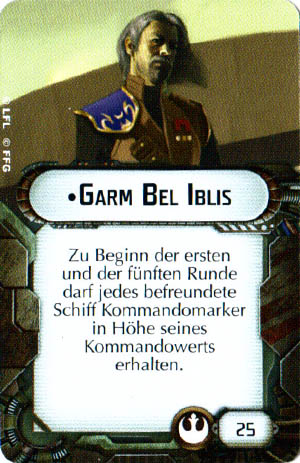 © LFL © FFG
•GARM BEL IBLIS
Zu Beginn der ersten
und der fünften Runde
darf jedes befreundete
Schiff Kommandomarker
in Höhe seines
Kommandowerts
erhalten.
25